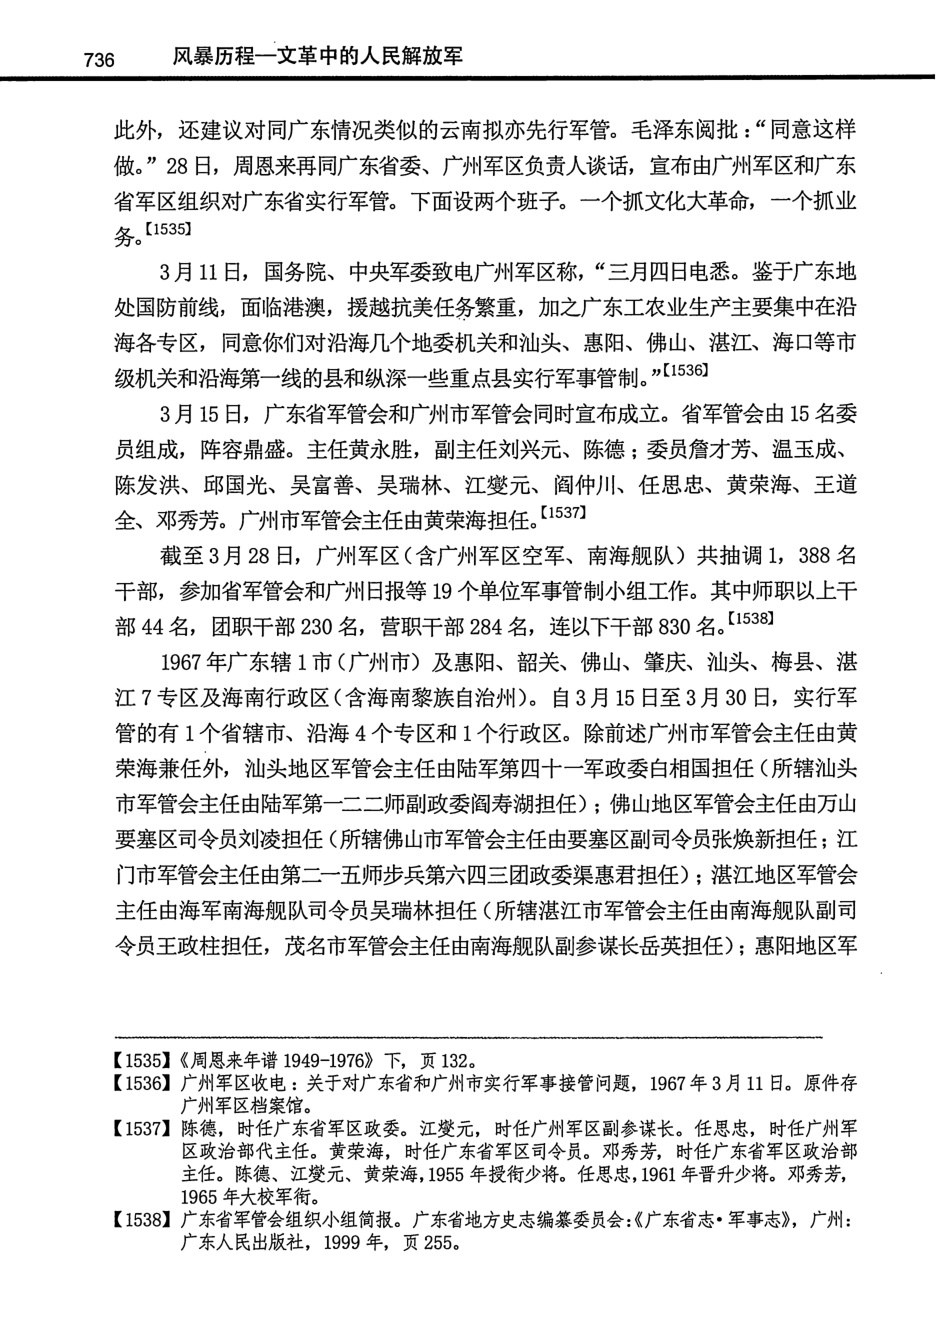 736 风暴历程—文革中的人民解放军
此外，还建议对同广东情况类似的云南拟亦先行军管。毛泽东阅批：“同意这样
做。”28日，周恩来再同广东省委、广州军区负责人谈话，宣布由广州军区和广东
省军区组织对广东省实行军管。下面设两个班子。一个抓文化大革命，一个抓业
务。【1535】
3月11日，国务院、中央军委致电广州军区称，“三月四日电悉。鉴于广东地
处国防前线，面临港澳，援越抗美任务繁重，加之广东工农业生产主要集中在沿
海各专区，同意你们对沿海几个地委机关和汕头、惠阳、佛山、湛江、海口等市
级机关和沿海第一线的县和纵深一些重点县实行军事管制。”【1536】
3月15日，广东省军管会和广州市军管会同时宣布成立。省军管会由15名委
员组成，阵容鼎盛。主任黄永胜，副主任刘兴元、陈德；委员詹才芳、温玉成、
陈发洪、邱国光、吴富善、吴瑞林、江燮元、阎仲川、任思忠、黄荣海、王道
全、邓秀芳。广州市军管会主任由黄荣海担任。【1537】
截至3月28日，广州军区（含广州军区空军、南海舰队）共抽调1，388名
干部，参加省军管会和广州日报等19个单位军事管制小组工作。其中师职以上干
部44名，团职干部230名，营职干部284名，连以下干部830名。【1538】
1967年广东辖1市（广州市）及惠阳、韶关、佛山、肇庆、汕头、梅县、湛
江7专区及海南行政区（含海南黎族自治州）。自3月15日至3月30日，实行军
管的有1个省辖市、沿海4个专区和1个行政区。除前述广州市军管会主任由黄
荣海兼任外，汕头地区军管会主任由陆军第四十一军政委白相国担任（所辖汕头
市军管会主任由陆军第一二二师副政委阎寿湖担任）；佛山地区军管会主任由万山
要塞区司令员刘凌担任（所辖佛山市军管会主任由要塞区副司令员张焕新担任；江
门市军管会主任由第二一五师步兵第六四三团政委渠惠君担任）；湛江地区军管会
主任由海军南海舰队司令员吴瑞林担任（所辖湛江市军管会主任由南海舰队副司
令员王政柱担任，茂名市军管会主任由南海舰队副参谋长岳英担任）；惠阳地区军
【1535】《周恩来年谱1949-1976》下，页132。
【1536】广州军区收电：关于对广东省和广州市实行军事接管问题，1967年3月11日。原件存
广州军区档案馆。
【1537】陈德，时任广东省军区政委。江燮元，时任广州军区副参谋长。任思忠，时任广州军
区政治部代主任。黄荣海，时任广东省军区司令员。邓秀芳，时任广东省军区政治部
主任。陈德、江燮元、黄荣海，1955年授衔少将。任思忠，1961年晋升少将。邓秀芳，
1965年大校军衔。
【1538】广东省军管会组织小组简报。广东省地方史志编纂委员会：《广东省志·军事志》，广州：
广东人民出版社，1999年，页255。